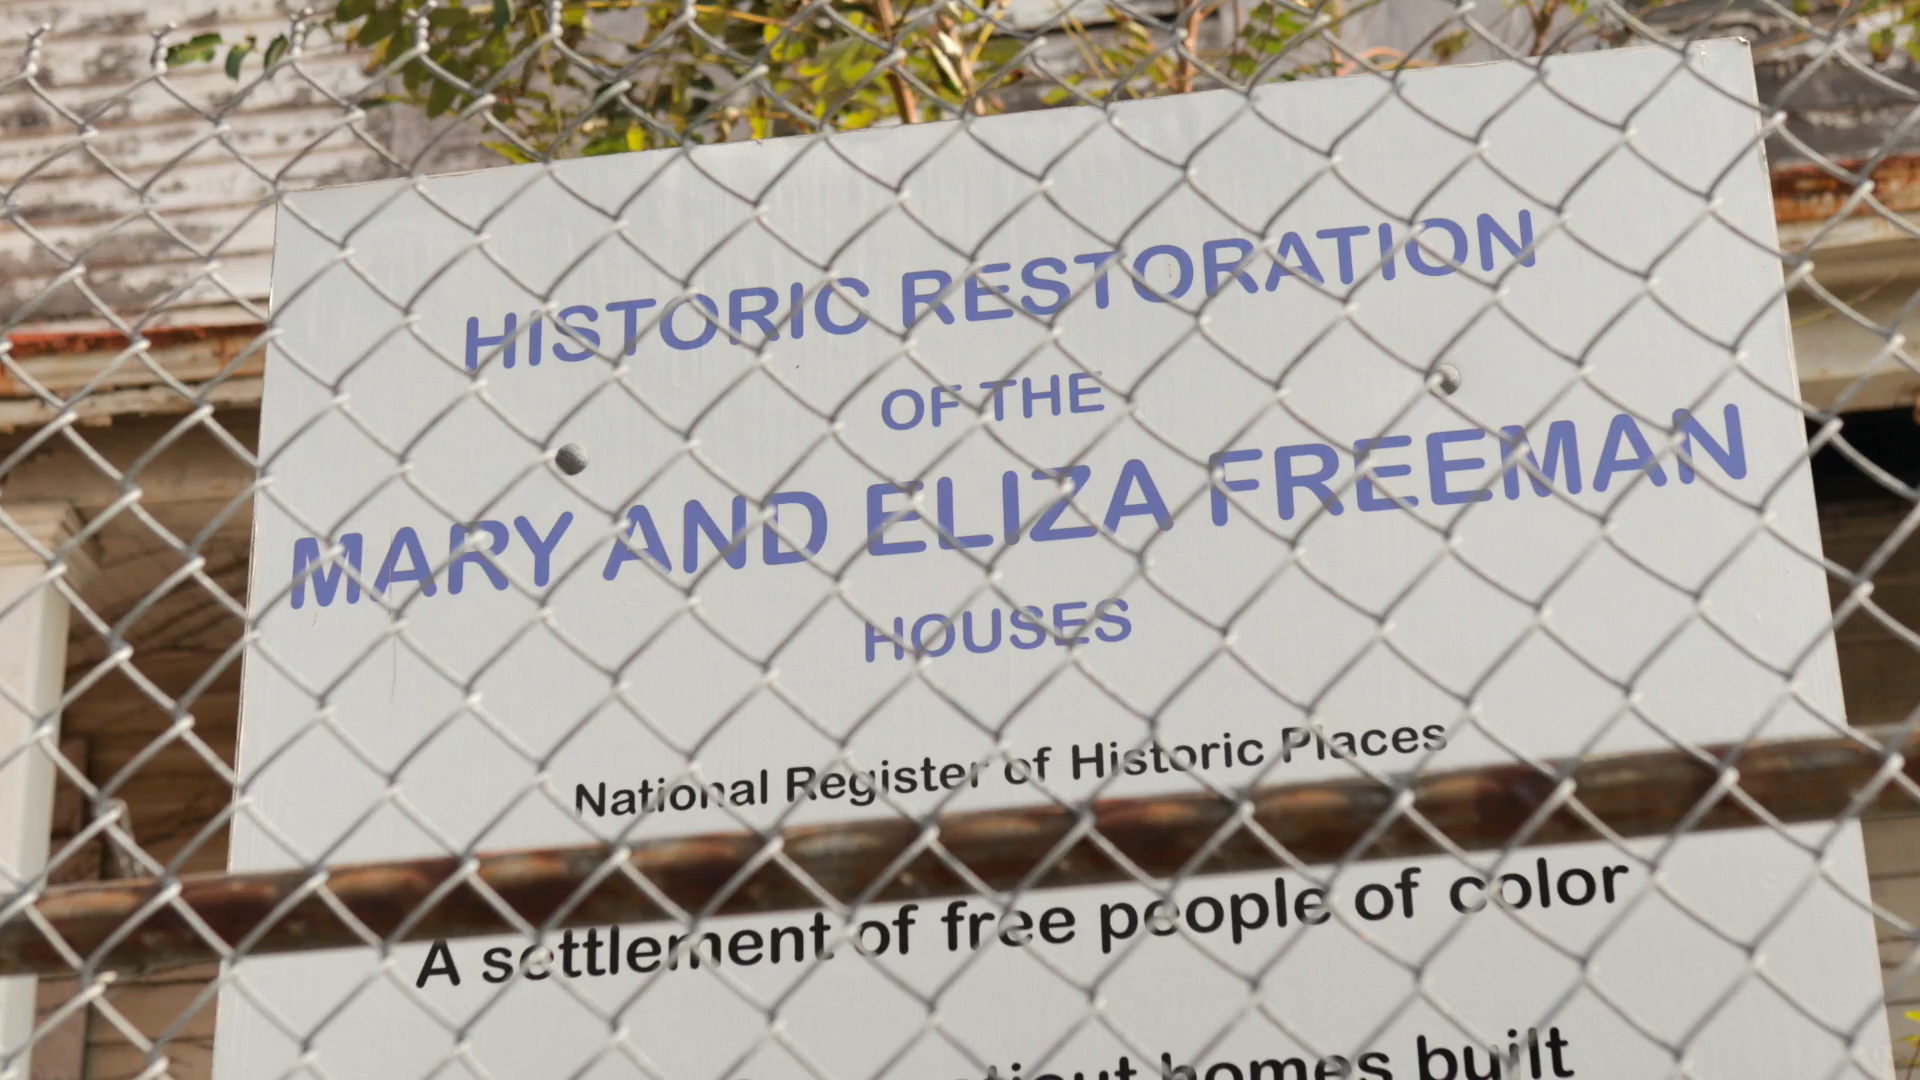 HISTORIC RESTORATION
OF THE
MARY AND ELIZA FREEMAN
HOUSES
National Register of Historic Places
A settlement of free people of color
homes built